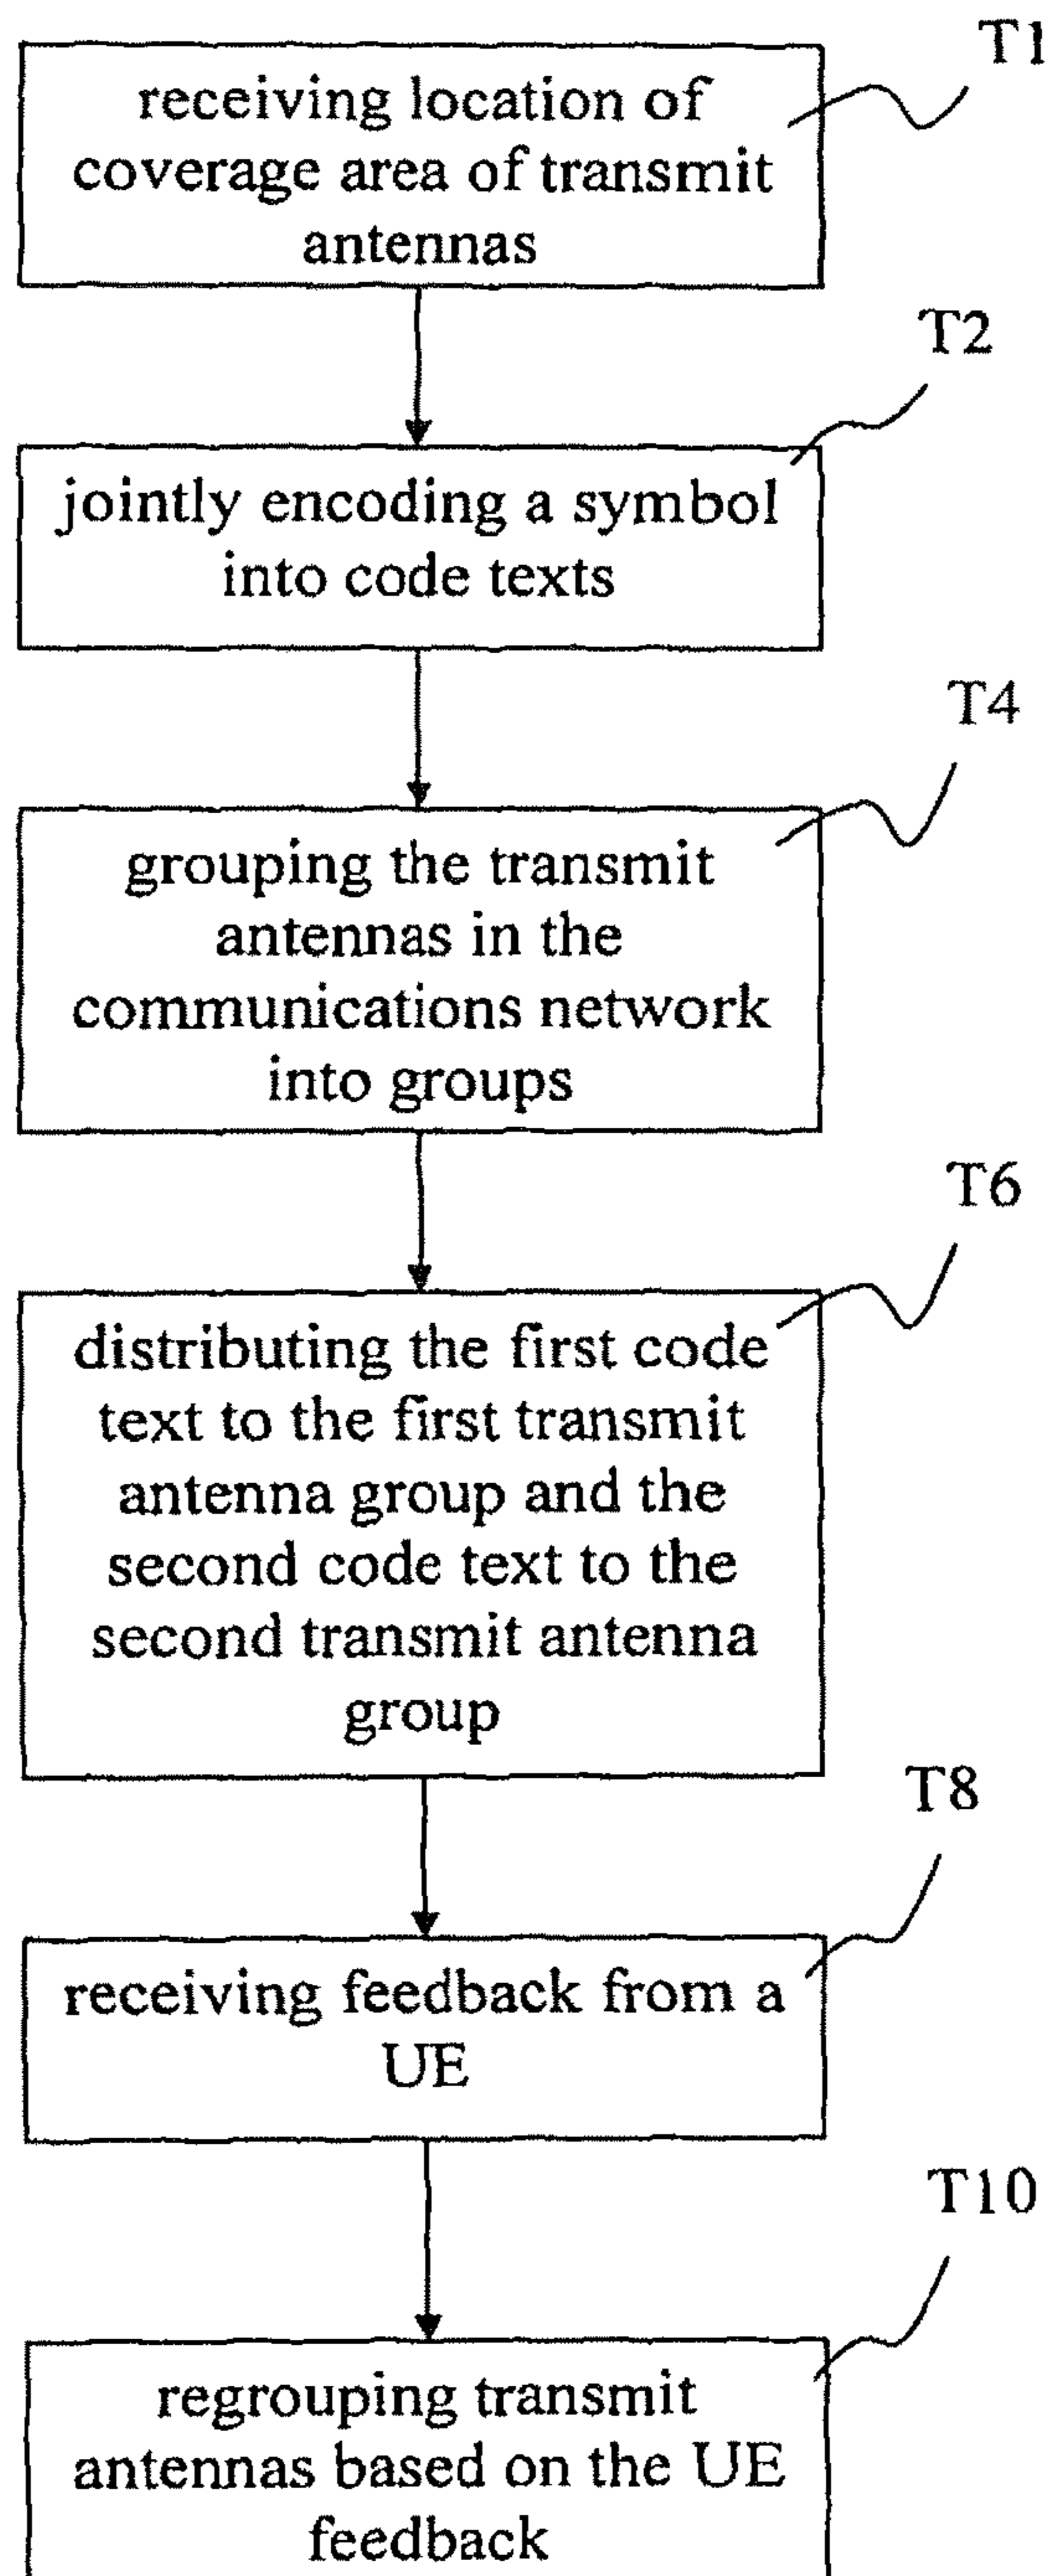 T1
receiving location of
coverage area of transmit
antennas
T2
jointly encoding a symbol
into code texts
T4
grouping the transmit
antennas in the
communications network
into groups
T6
distributing the first code
text to the first transmit
antenna group and the
second code text to the
second transmit antenna
group
T8
receiving feedback from a
UE
T10
regrouping transmit
antennas based on the UE
feedback